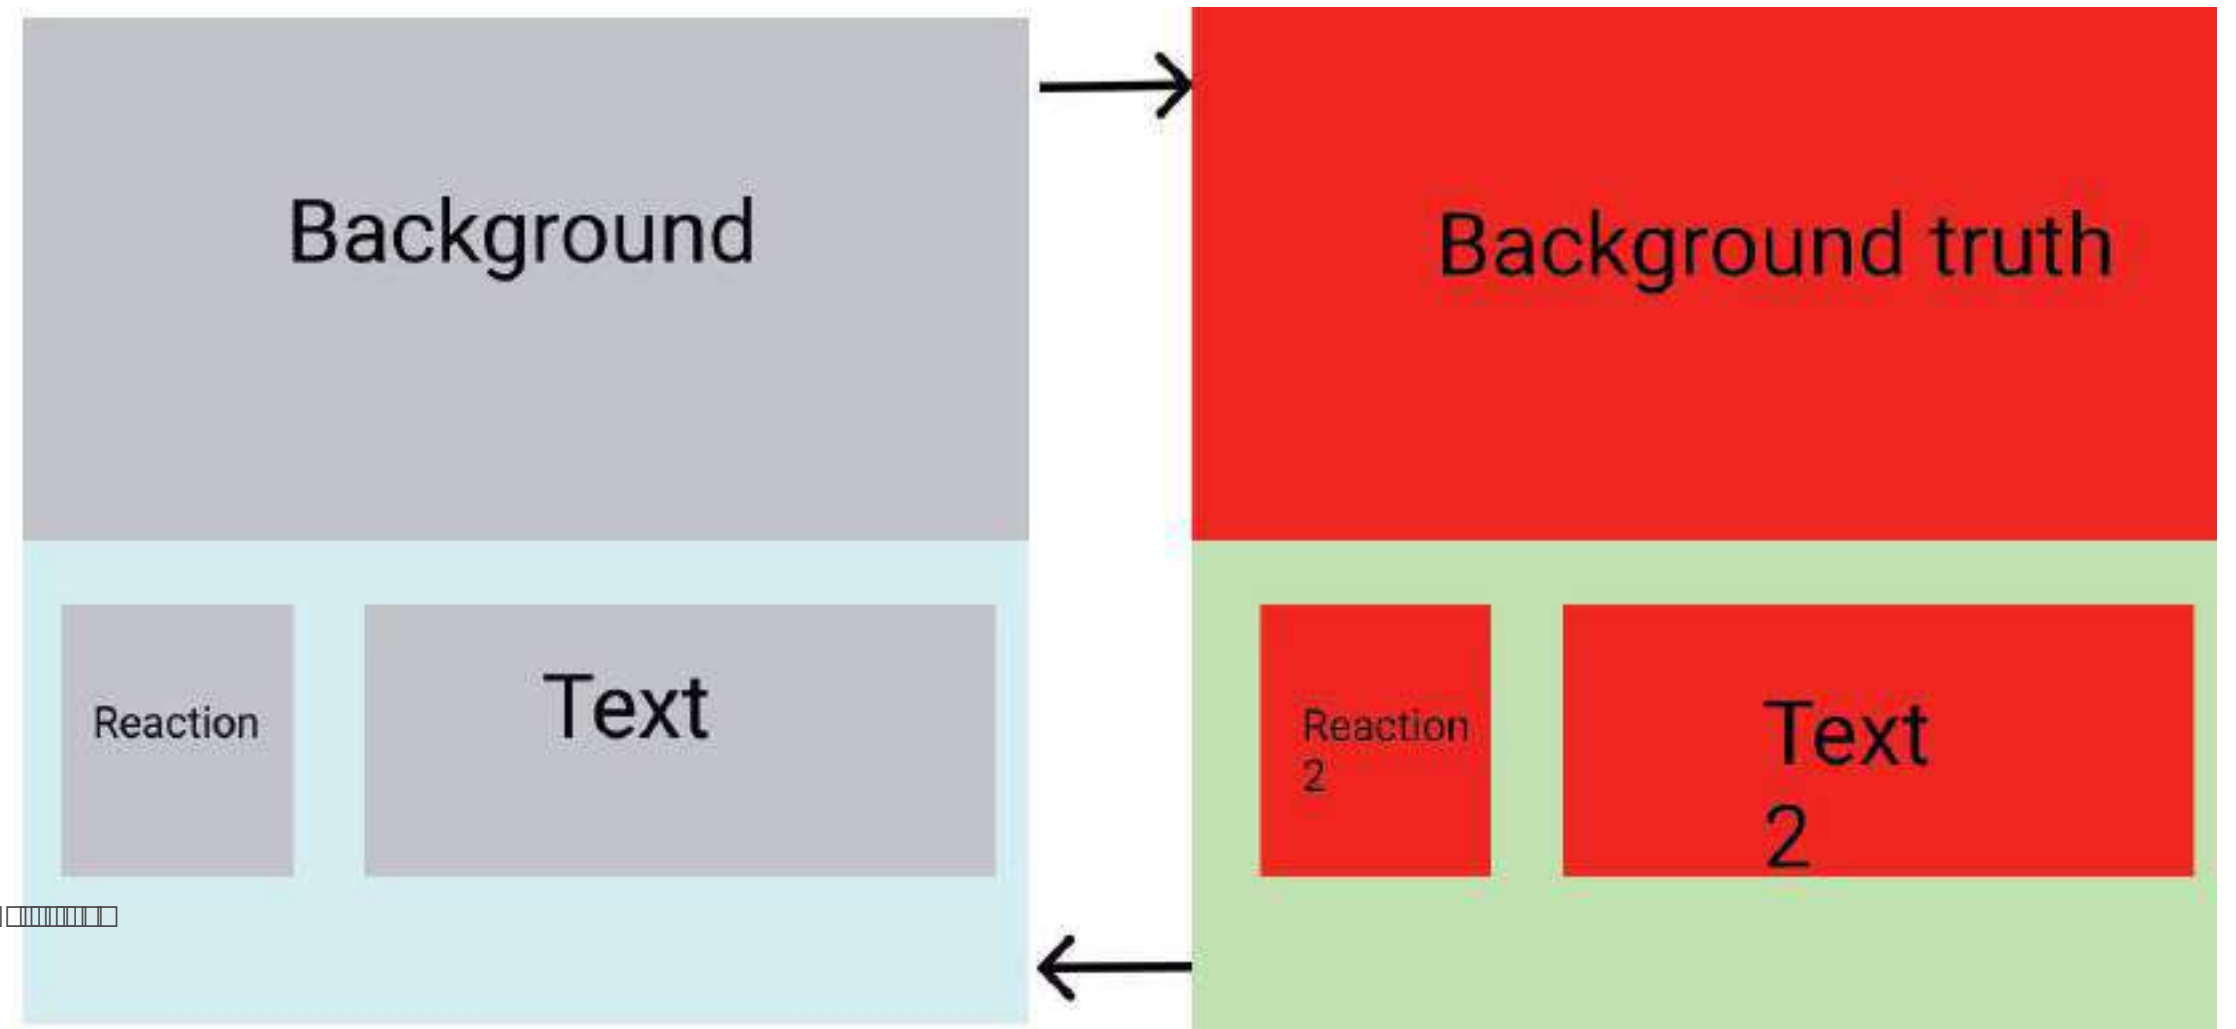 Background
Background truth
Reaction
Text
Reaction
2
Text
2